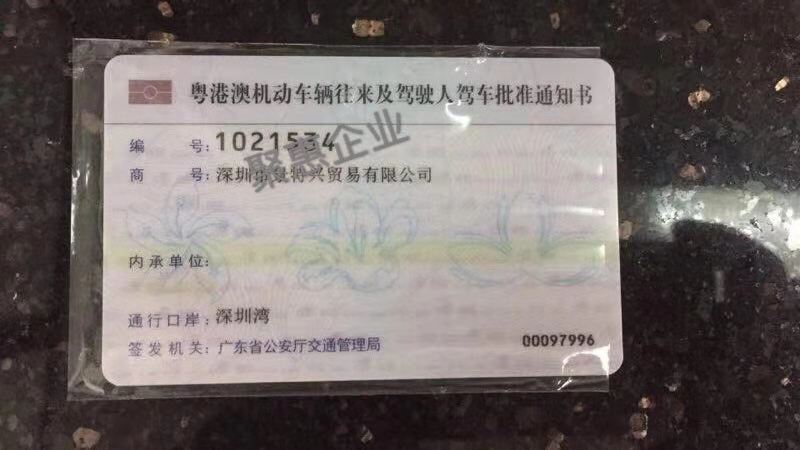 粤港澳机动车辆往来及驾驶人驾车批准通知书
编 号:1021534
商 号:深圳市景特兴贸易有限公司
聚惠企业
内承单位:
通行口岸:深圳湾
签发机关:广东省公安厅交通管理局
00097996